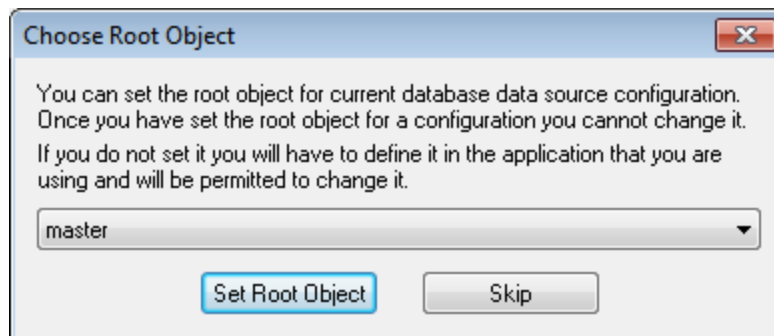 Choose Root Object
You can set the root object for current database data source configuration.
Once you have set the root object for a configuration you cannot change it.
If you do not set it you will have to define it in the application that you are
using and will be permitted to change it.
master
Set Root Object
Skip